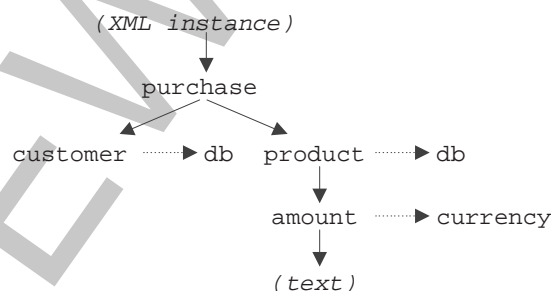 (XML instance)
purchase
customer db product db
amount currency
(text)